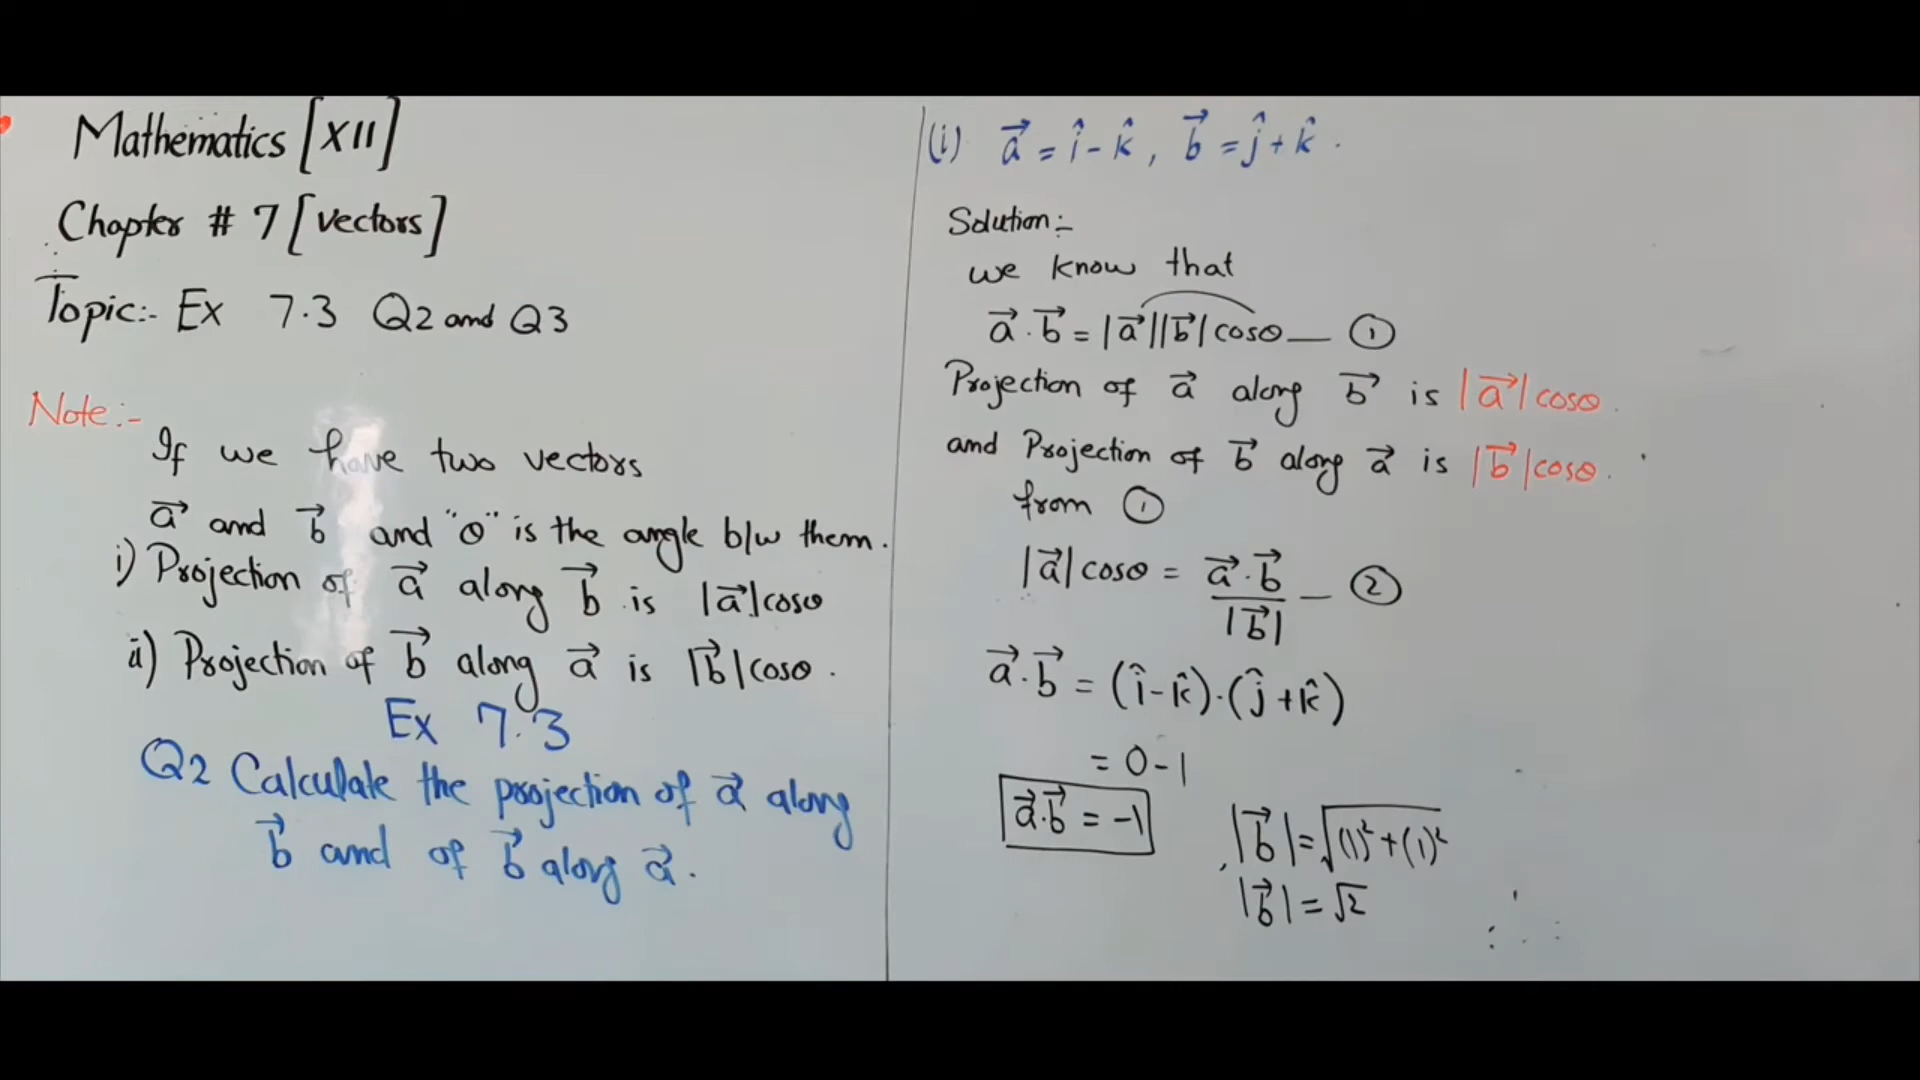 Mathematics [XII]
Chapter # 7 [vectors]
Topic:- Ex 7.3 Q2 and Q3
Note:-
If we have two vectors
a⃗ and b⃗ and "θ" is the angle b/w them.
i) Projection of a⃗ along b⃗ is |a⃗|cosθ
ii) Projection of b⃗ along a⃗ is |b⃗|cosθ.
Ex 7.3
Q2 Calculate the projection of a⃗ along
b⃗ and of b⃗ along a⃗.
(i) a⃗ = î - k̂, b⃗ = ĵ + k̂.
Solution:-
we know that
a⃗.b⃗ = |a⃗||b⃗|cosθ — ①
Projection of a⃗ along b⃗ is |a⃗|cosθ.
and Projection of b⃗ along a⃗ is |b⃗|cosθ.
from ①
|a⃗|cosθ = a⃗.b⃗ / |b⃗| — ②
a⃗.b⃗ = (î - k̂).(ĵ + k̂)
= 0 - 1
a⃗.b⃗ = -1 , |b⃗| = √(1)² + (1)²
|b⃗| = √2